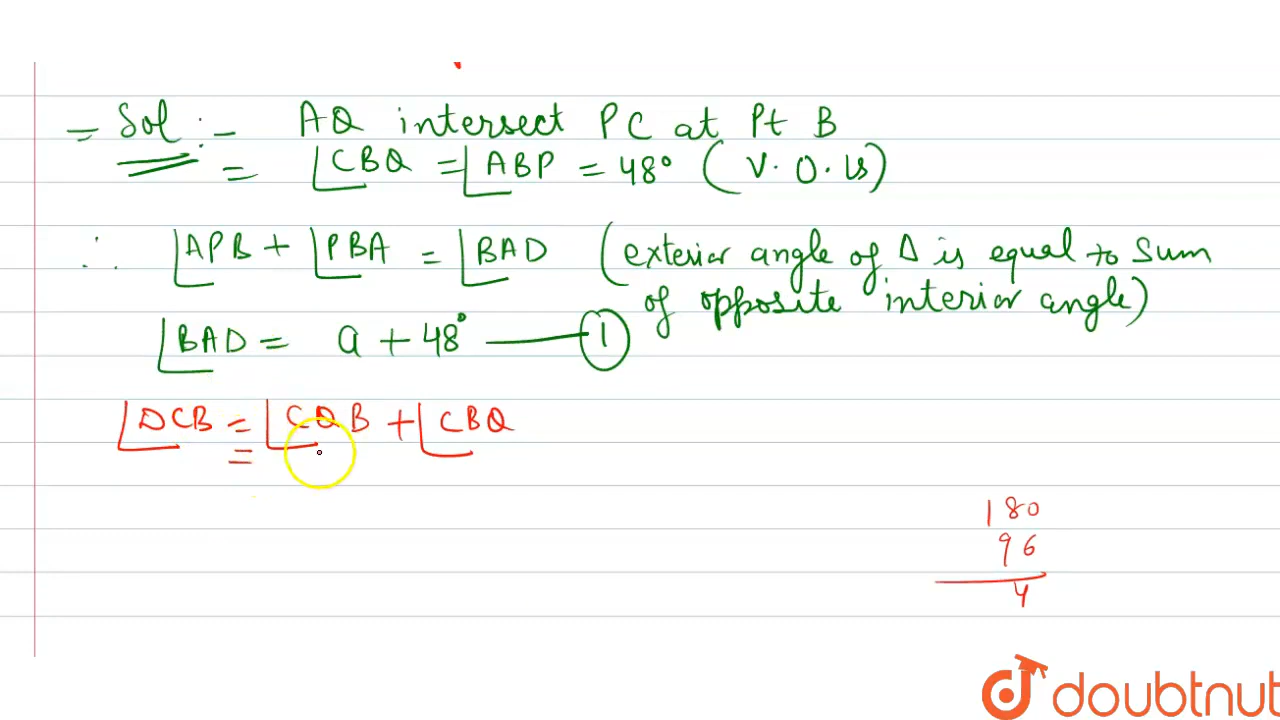 = Sol :- AQ intersect PC at Pt B
= ∠CBQ = ∠ABP = 48° (V.O.∠s)
∴ ∠APB + ∠PBA = ∠BAD (exterior angle of Δ is equal to sum
of opposite interior angle)
∠BAD = a + 48° —— ①
∠DCB = ∠CQB + ∠CBQ
=
180
96
4
doubtnut